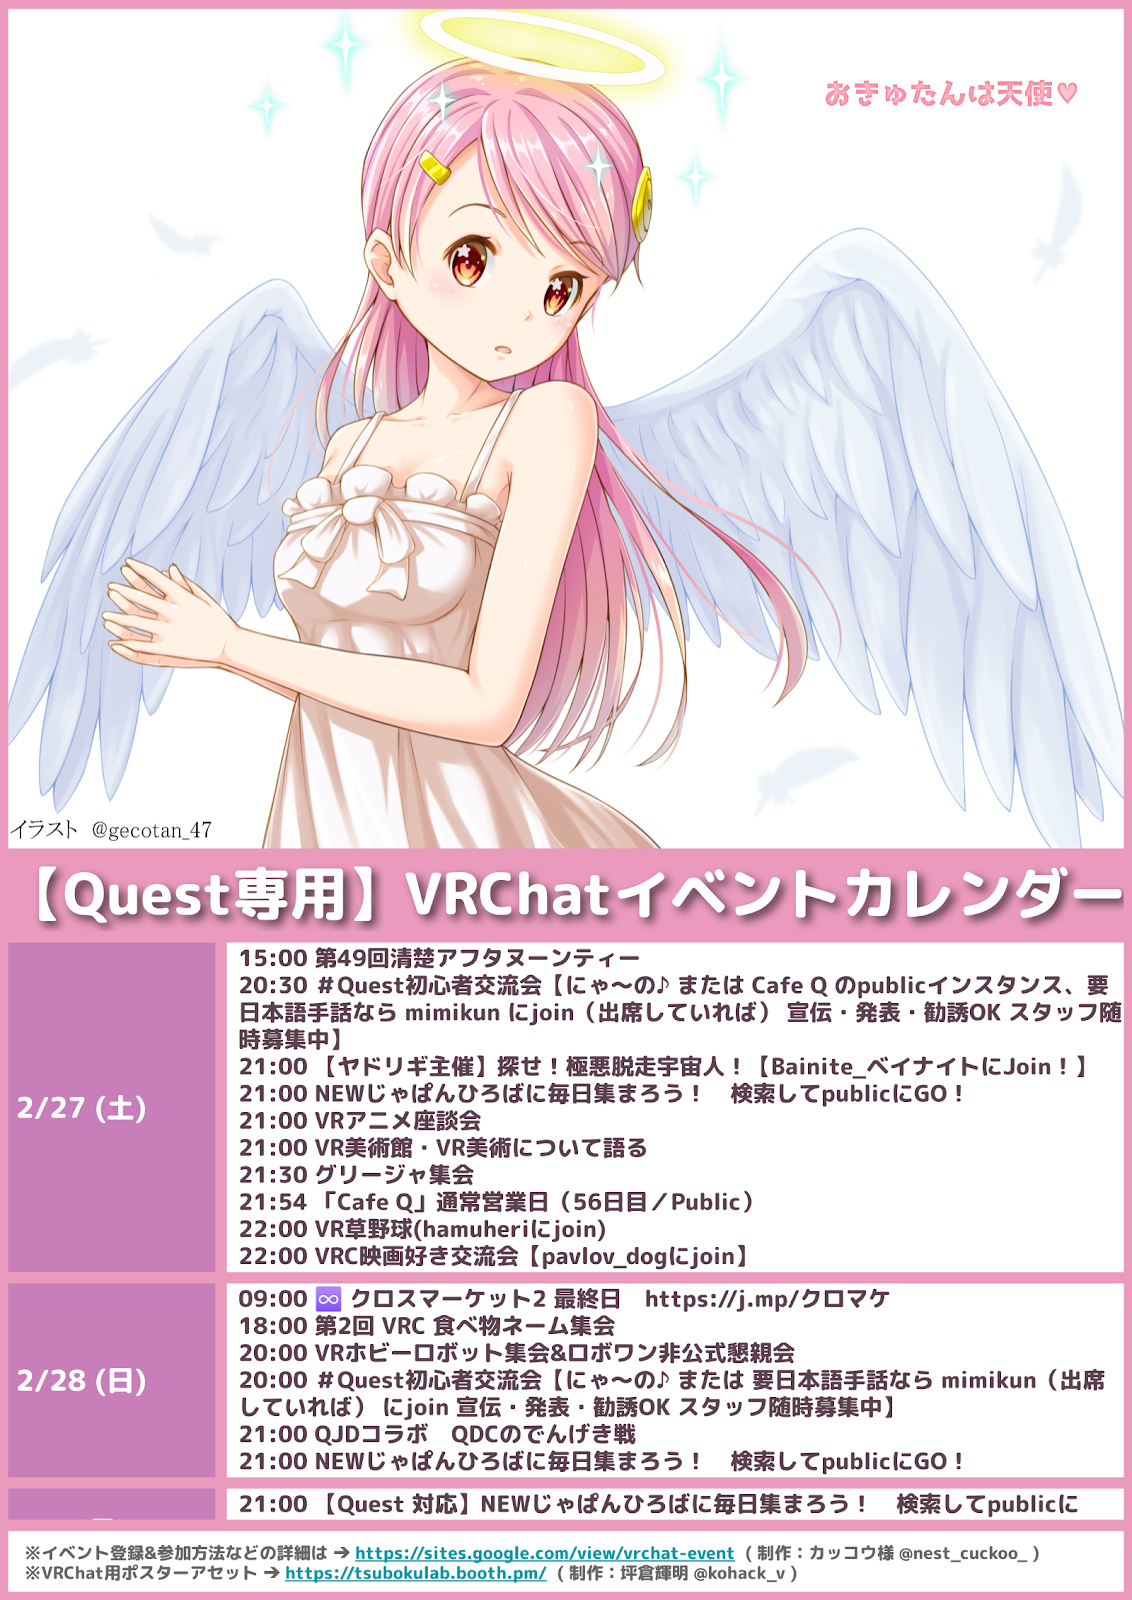 おきゅたんは天使♥
イラスト @gecotan_47
【Quest専用】VRChatイベントカレンダー
2/27 (土)
15:00 第49回清楚アフタヌーンティー
20:30 #Quest初心者交流会【にゃ〜の♪ または Cafe Q のpublicインスタンス、要
日本語手話なら mimikun にjoin（出席していれば） 宣伝・発表・勧誘OK スタッフ随
時募集中】
21:00 【ヤドリギ主催】探せ！極悪脱走宇宙人！【Bainite_ベイナイトにJoin！】
21:00 NEWじゃぱんひろばに毎日集まろう！　検索してpublicにGO！
21:00 VRアニメ座談会
21:00 VR美術館・VR美術について語る
21:30 グリージャ集会
21:54 「Cafe Q」通常営業日（56日目／Public）
22:00 VR草野球(hamuheriにjoin)
22:00 VRC映画好き交流会【pavlov_dogにjoin】
2/28 (日)
09:00 ♾ クロスマーケット2 最終日　https://j.mp/クロマケ
18:00 第2回 VRC 食べ物ネーム集会
20:00 VRホビーロボット集会&ロボワン非公式懇親会
20:00 #Quest初心者交流会【にゃ〜の♪ または 要日本語手話なら mimikun（出席
していれば） にjoin 宣伝・発表・勧誘OK スタッフ随時募集中】
21:00 QJDコラボ　QDCのでんげき戦
21:00 NEWじゃぱんひろばに毎日集まろう！　検索してpublicにGO！
21:00 【Quest 対応】NEWじゃぱんひろばに毎日集まろう！　検索してpublicに
※イベント登録&参加方法などの詳細は → https://sites.google.com/view/vrchat-event ( 制作：カッコウ様 @nest_cuckoo_ )
※VRChat用ポスターアセット → https://tsubokulab.booth.pm/ ( 制作：坪倉輝明 @kohack_v )